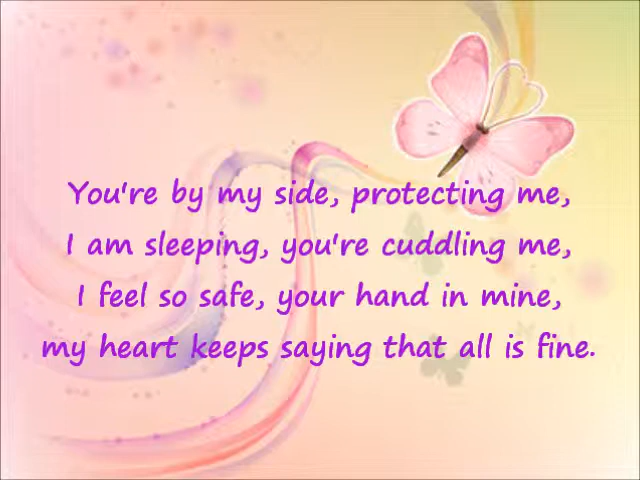 You're by my side, protecting me,
I am sleeping, you're cuddling me,
I feel so safe, your hand in mine,
my heart keeps saying that all is fine.